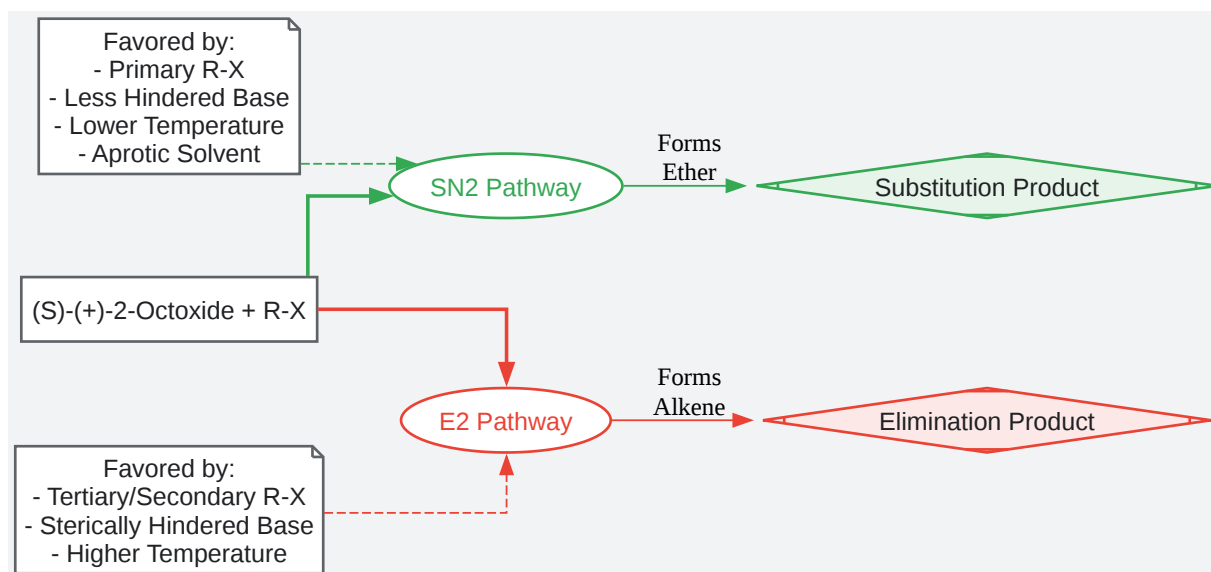 Favored by:
- Primary R-X
- Less Hindered Base
- Lower Temperature
- Aprotic Solvent
SN2 Pathway
Forms
Ether
Substitution Product
(S)-(+)-2-Octoxide + R-X
E2 Pathway
Forms
Alkene
Elimination Product
Favored by:
- Tertiary/Secondary R-X
- Sterically Hindered Base
- Higher Temperature